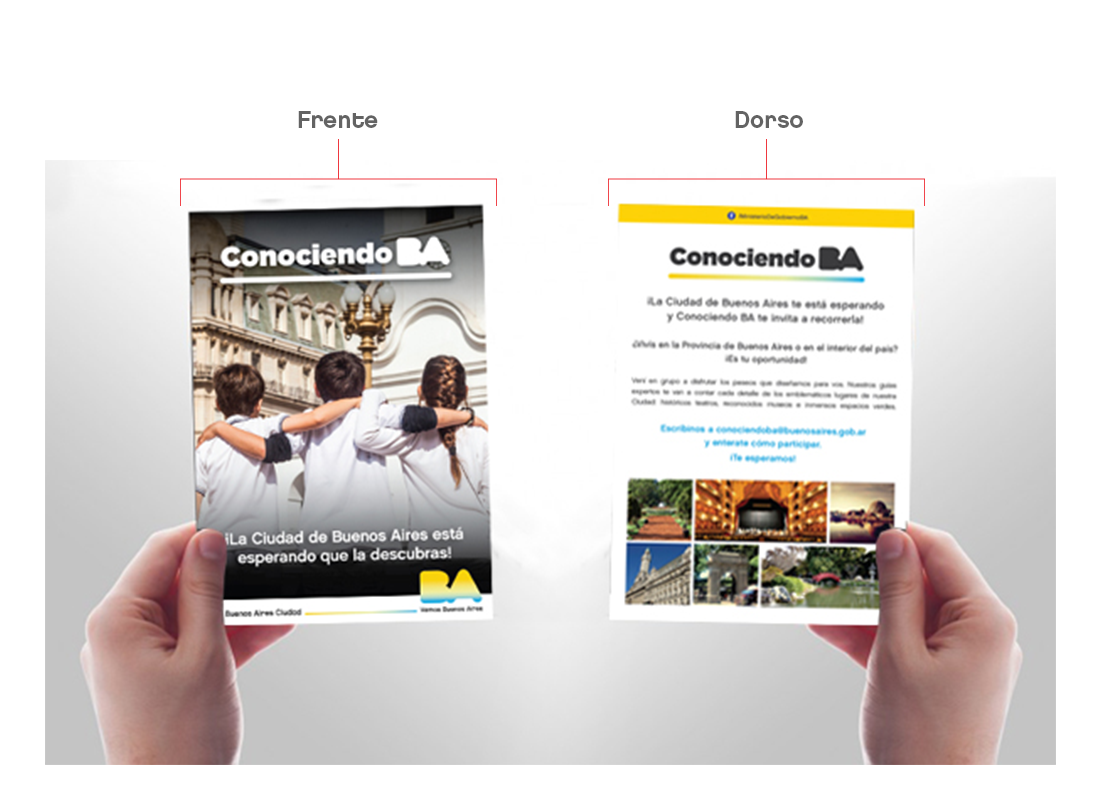 Frente
Conociendo BA
¡La Ciudad de Buenos Aires está
esperando que la descubras!
Buenos Aires Ciudad
BA
Vamos Buenos Aires
Dorso
/MinisterioDeGobiernoBA
Conociendo BA
¡La Ciudad de Buenos Aires te está esperando
y Conociendo BA te invita a recorrerla!
¿Vivís en la Provincia de Buenos Aires o en el interior del país?
¡Es tu oportunidad!
Vení en grupo a disfrutar los paseos que diseñamos para vos. Nuestros guías
expertos te van a contar cada detalle de los emblemáticos lugares de nuestra
Ciudad: históricos teatros, reconocidos museos e inmensos espacios verdes.
Escribinos a conociendoba@buenosaires.gob.ar
y enterate cómo participar.
¡Te esperamos!